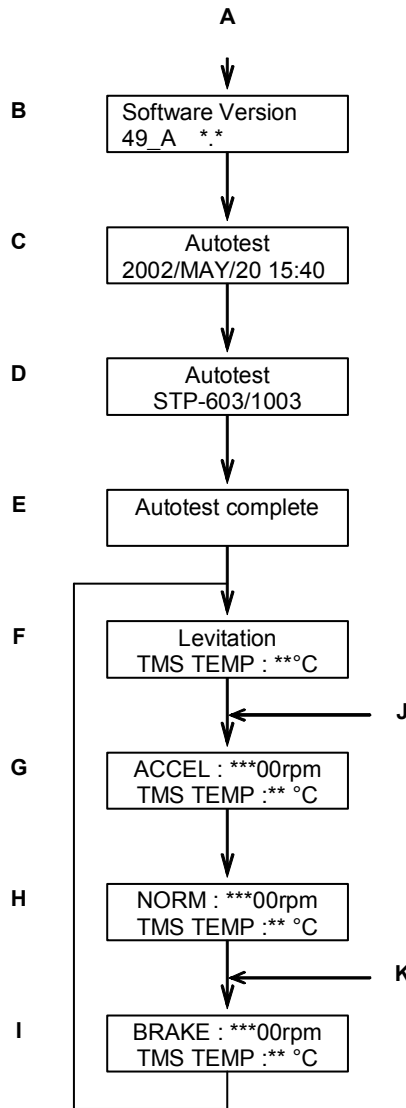 A
B
Software Version
49_A *.*
C
Autotest
2002/MAY/20 15:40
D
Autotest
STP-603/1003
E
Autotest complete
F
Levitation
TMS TEMP : **°C
J
G
ACCEL : ***00rpm
TMS TEMP :** °C
H
NORM : ***00rpm
TMS TEMP :** °C
K
I
BRAKE : ***00rpm
TMS TEMP :** °C